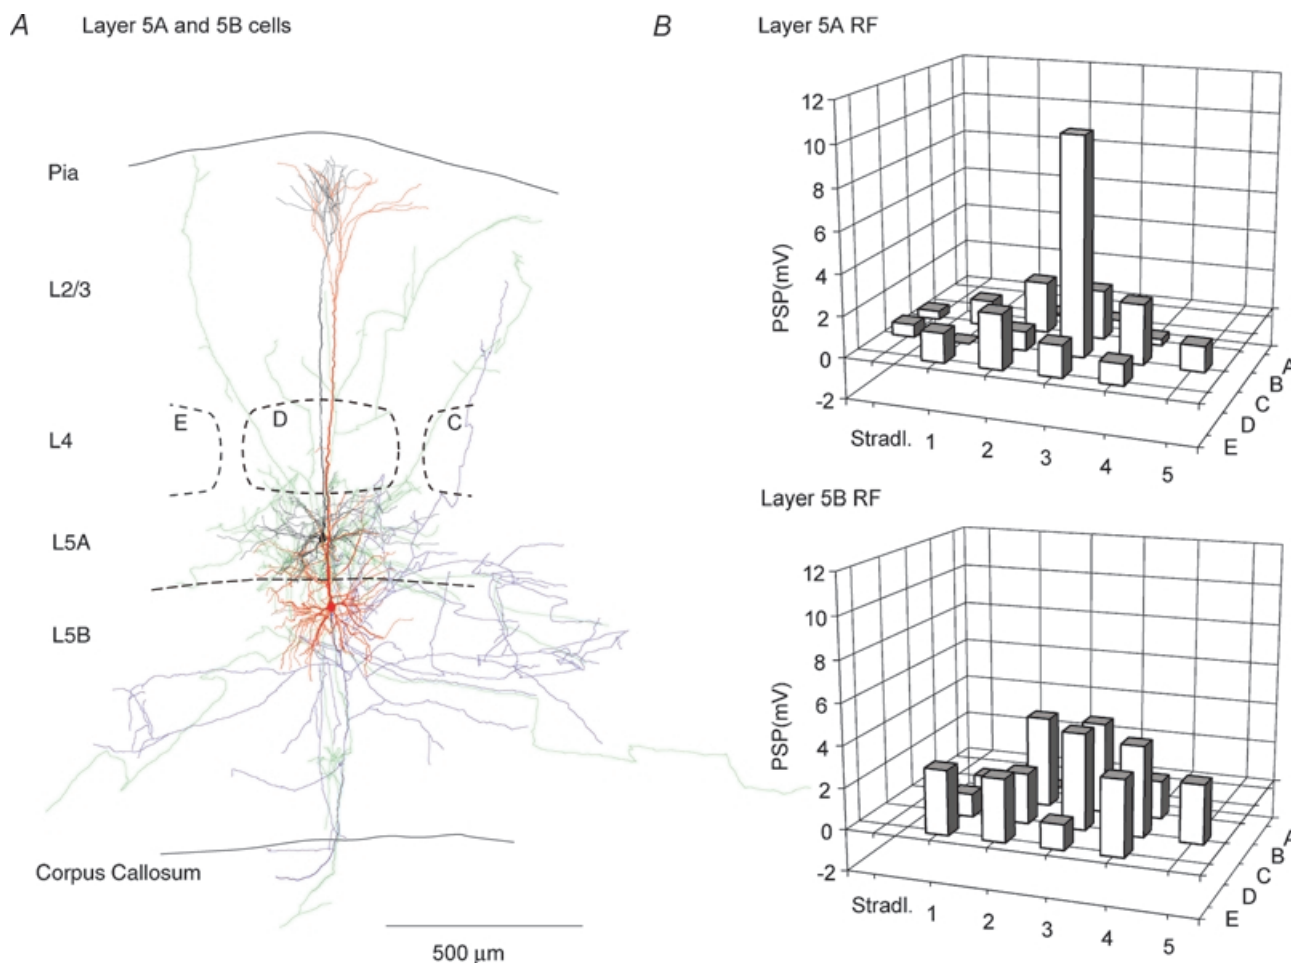 A Layer 5A and 5B cells
Pia
L2/3
L4
E D C
L5A
L5B
Corpus Callosum
500 µm
B Layer 5A RF
12
10
8
6
4
2
0
-2
PSP(mV)
Stradl. 1 2 3 4 5
A
B
C
D
E
Layer 5B RF
12
10
8
6
4
2
0
-2
PSP(mV)
Stradl. 1 2 3 4 5
A
B
C
D
E